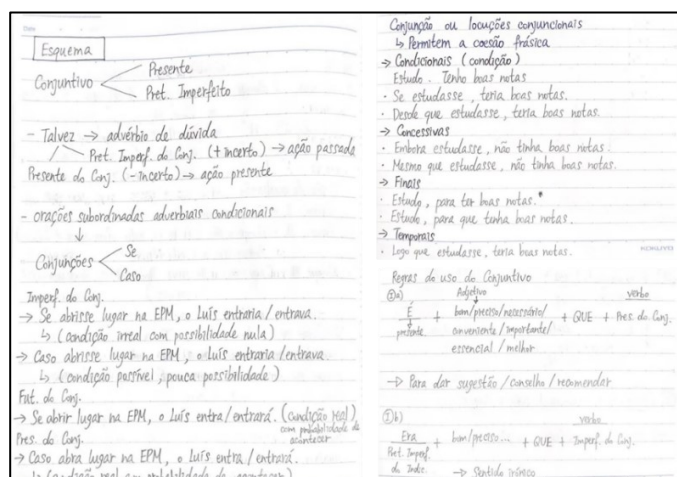 Esquema
Conjuntivo
Presente
Pret. Imperfeito
- Talvez → advérbio de dúvida
Pret. Imperf. do Conj. (+ incerto) → ação passada
Presente do Conj. (- incerto) → ação presente
- orações subordinadas adverbiais condicionais
↓
Conjunções
Se
Caso
Imperf. do Conj.
→ Se abrisse lugar na EPM, o Luís entraria / entrava.
↳ (condição irreal com possibilidade nula)
→ Caso abrisse lugar na EPM, o Luís entraria / entrava.
↳ (condição possível, pouca possibilidade)
Fut. do Conj.
→ Se abrir lugar na EPM, o Luís entra / entrará. (condição real)
com probabilidade de
acontecer
Pres. do Conj.
→ Caso abra lugar na EPM, o Luís entra / entrará.
↳ (condição real com probabilidade de acontecer)
Conjunção ou locuções conjuncionais
↳ Permitem a coesão frásica
→ Condicionais (condição)
Estudo. Tenho boas notas
· Se estudasse, teria boas notas.
· Desde que estudasse, teria boas notas.
→ Concessivas
· Embora estudasse, não tinha boas notas.
· Mesmo que estudasse, não tinha boas notas.
→ Finais
· Estudo, para ter boas notas.*
· Estudo, para que tenha boas notas.
→ Temporais
· Logo que estudasse, teria boas notas.
KOKUYO
Regras do uso do Conjuntivo
①a)
Adjetivo
verbo
É + bom/preciso/necessário/ + QUE + Pres. do Conj.
presente
conveniente/importante/
essencial / melhor
→ Para dar sugestão / conselho / recomendar
①b)
verbo
Era + bom/preciso... + QUE + Imperf. do Conj.
Pret. Imperf.
do Indic.
→ Sentido irónico